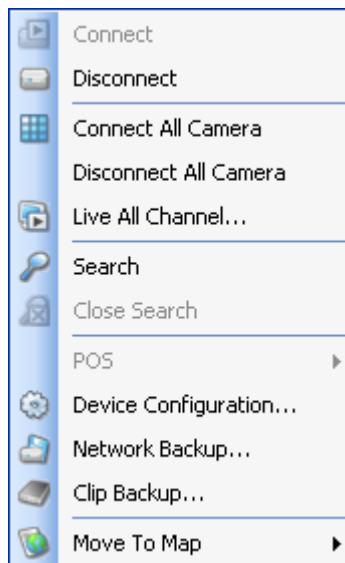 Connect
Disconnect
Connect All Camera
Disconnect All Camera
Live All Channel...
Search
Close Search
POS
Device Configuration...
Network Backup...
Clip Backup...
Move To Map